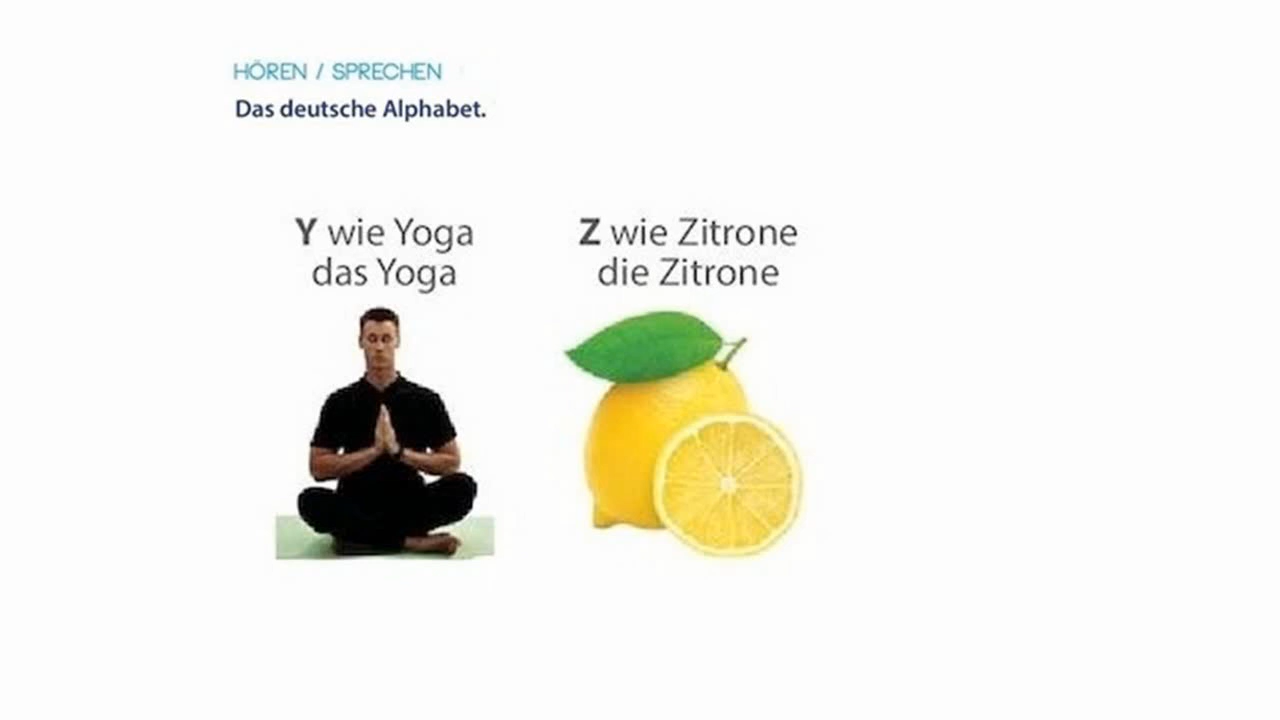 HÖREN / SPRECHEN
Das deutsche Alphabet.
Y wie Yoga
das Yoga
Z wie Zitrone
die Zitrone